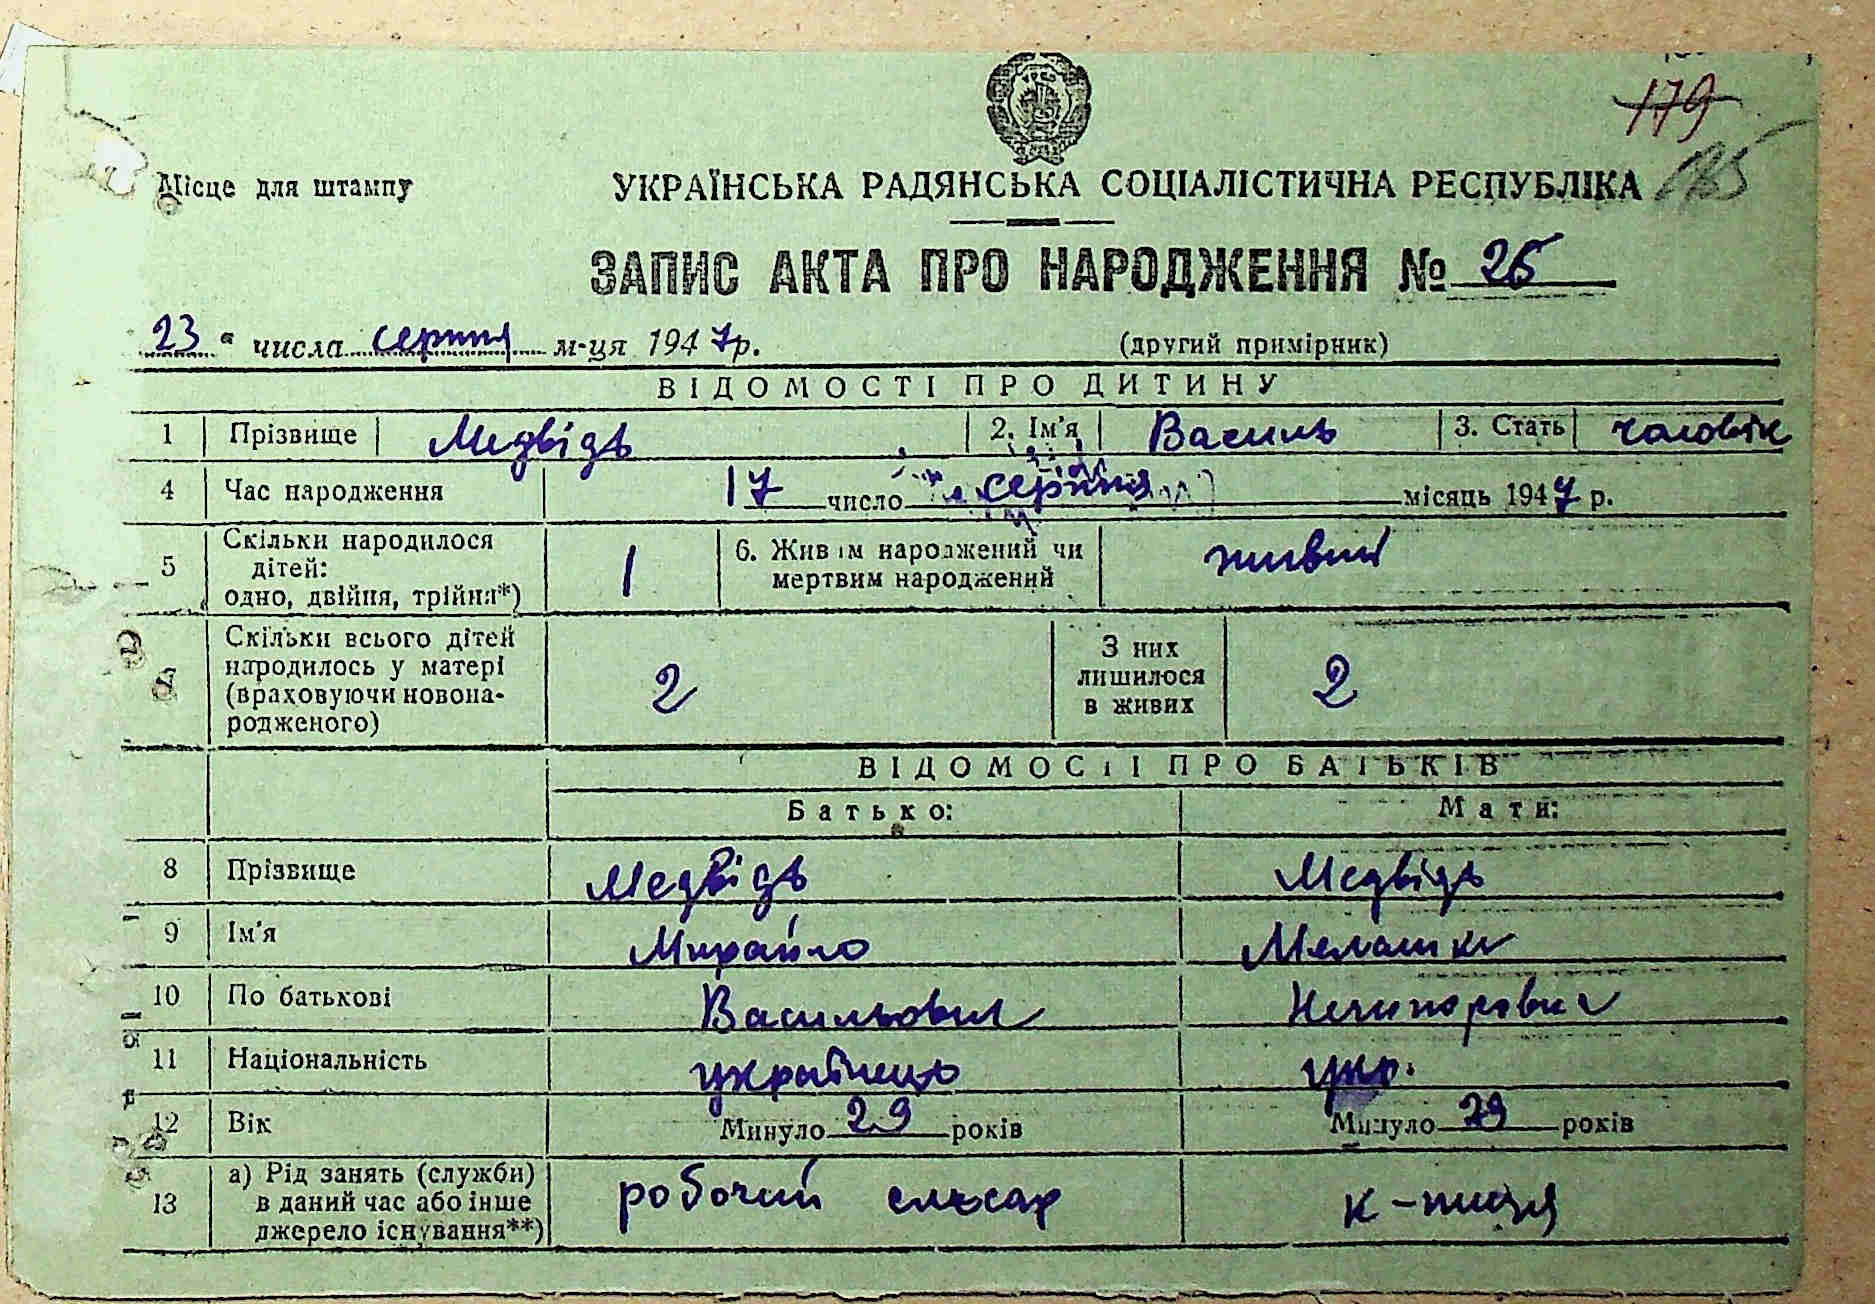 179
Місце для штампу
УКРАЇНСЬКА РАДЯНСЬКА СОЦІАЛІСТИЧНА РЕСПУБЛІКА
ЗАПИС АКТА ПРО НАРОДЖЕННЯ № 25
23 " числа серпня м-ця 1947 р.
(другий примірник)
ВІДОМОСТІ ПРО ДИТИНУ
1 Прізвище Медвідь 2. Ім'я Василь 3. Стать чоловік
4 Час народження 17 число серпня місяць 1947 р.
5 Скільки народилося дітей: одно, двійня, трійня*) 1 6. Живим народжений чи мертвим народжений живий
7 Скільки всього дітей народилось у матері (враховуючи новонародженого) 2 З них лишилося в живих 2
ВІДОМОСТІ ПРО БАТЬКІВ
Батько: Мати:
8 Прізвище Медвідь Медвідь
9 Ім'я Михайло Мелашка
10 По батькові Васильович Нечипоровна
11 Національність українець укр.
12 Вік Минуло 29 років Минуло 29 років
13 а) Рід занять (служби) в даний час або інше джерело існування**) робочий слюсар к-ниця